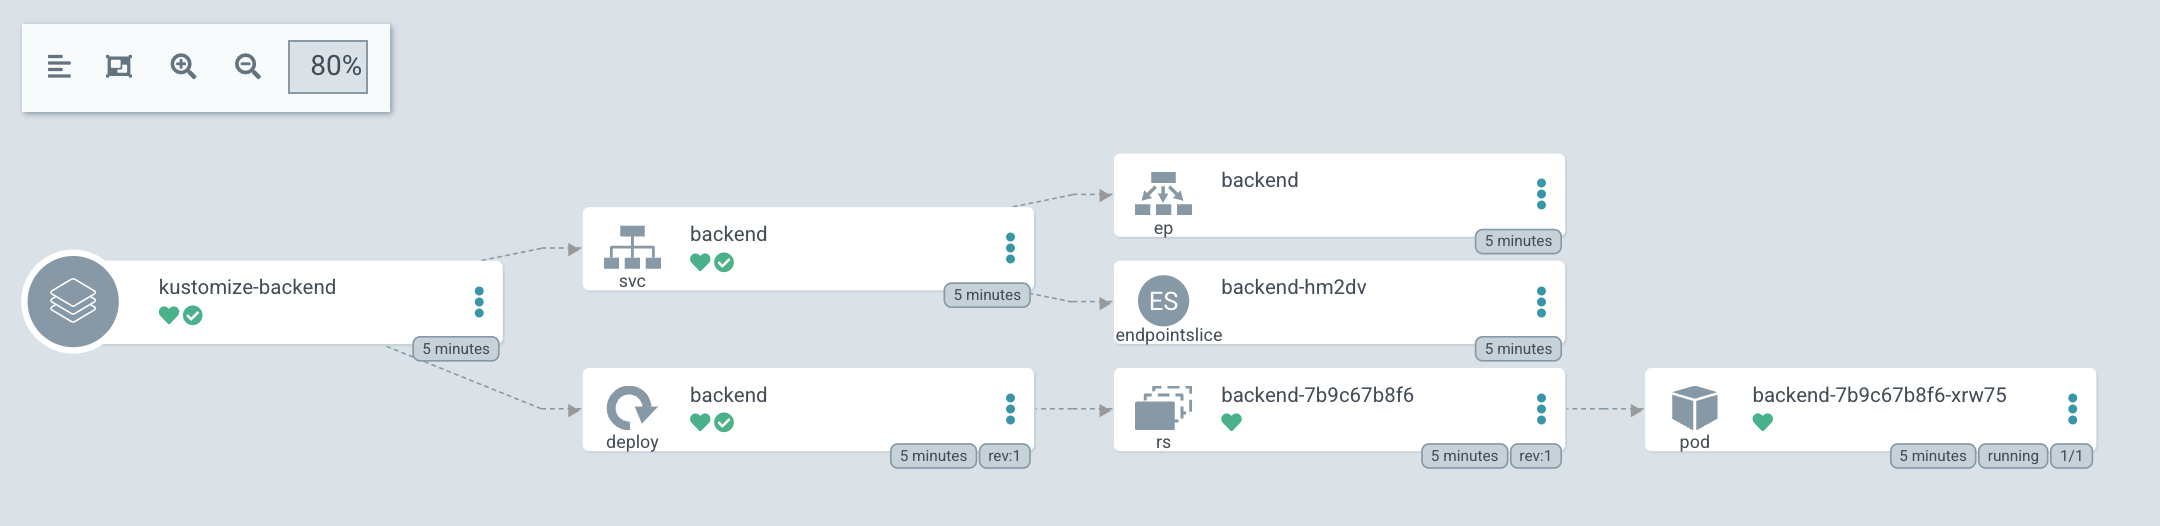 80%
kustomize-backend
5 minutes
backend
svc
5 minutes
backend
deploy
5 minutes rev:1
backend
ep
5 minutes
ES
backend-hm2dv
endpointslice
5 minutes
backend-7b9c67b8f6
rs
5 minutes rev:1
backend-7b9c67b8f6-xrw75
pod
5 minutes running 1/1